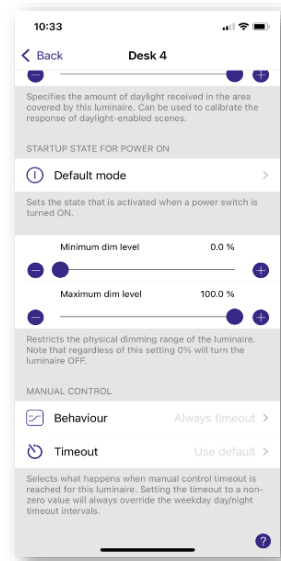 10:33
Back
Desk 4
Specifies the amount of daylight received in the area
covered by this luminaire. Can be used to calibrate the
response of daylight-enabled scenes.
STARTUP STATE FOR POWER ON
Default mode
Sets the state that is activated when a power switch is
turned ON.
Minimum dim level 0.0 %
Maximum dim level 100.0 %
Restricts the physical dimming range of the luminaire.
Note that regardless of this setting 0% will turn the
luminaire OFF.
MANUAL CONTROL
Behaviour Always timeout
Timeout Use default
Selects what happens when manual control timeout is
reached for this luminaire. Setting the timeout to a non-
zero value will always override the weekday day/night
timeout intervals.
?